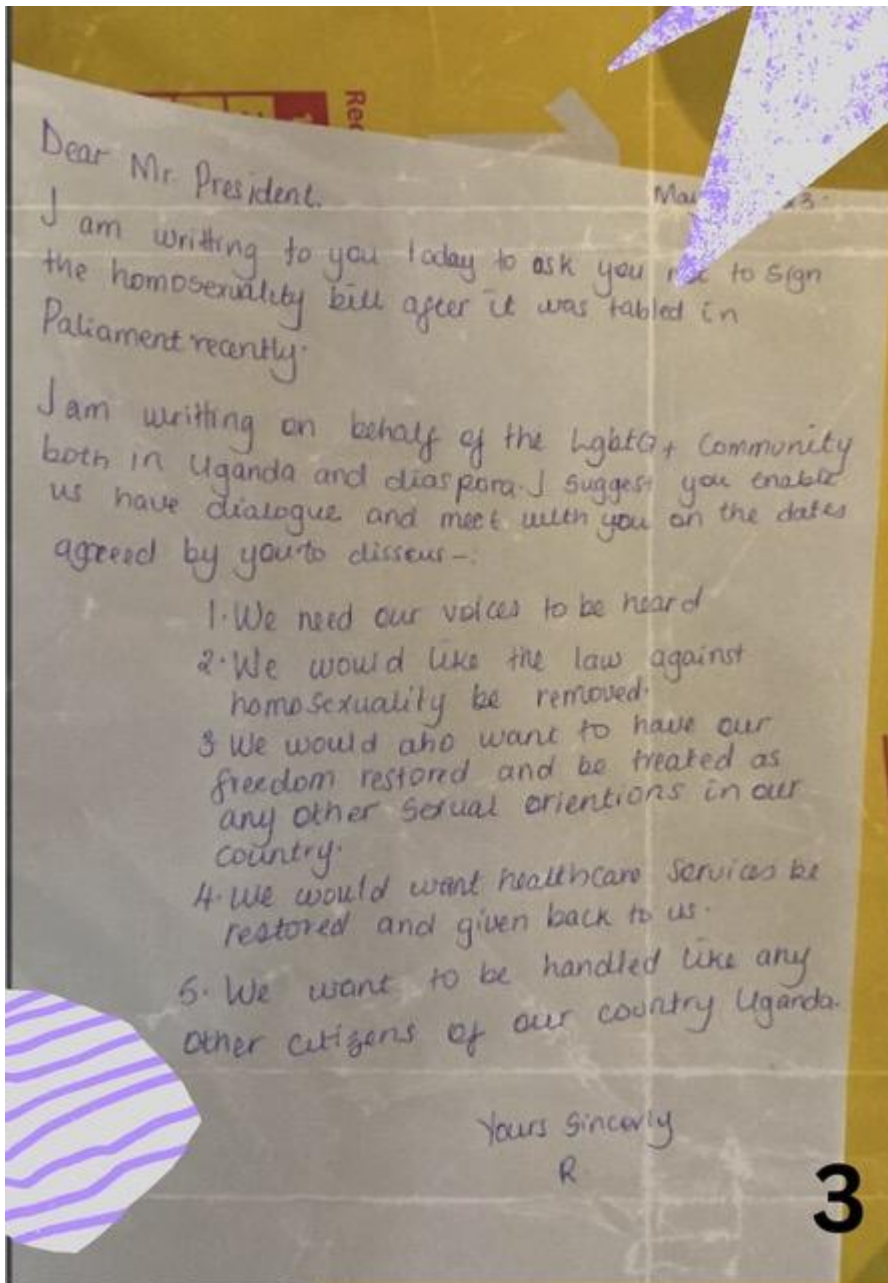 Rec
Dear Mr. President.
I am writting to you today to ask you to sign
the homosexuality bill after it was tabled in
Paliament recently.
I am writting on behalf of the LgbtQ+ Community
both in Uganda and diaspora. I suggest you enable
us have dialogue and meet with you on the dates
agreeed by you to disscus -:
1. We need our voices to be heard
2. We would like the law against
homosexuality be removed.
3 We would also want to have our
freedom restored and be treated as
any other sexual orientions in our
country.
4. We would want healthcare services be
restored and given back to us.
5. We want to be handled like any
other citizens of our country Uganda.
Yours Sincerly
R.
3